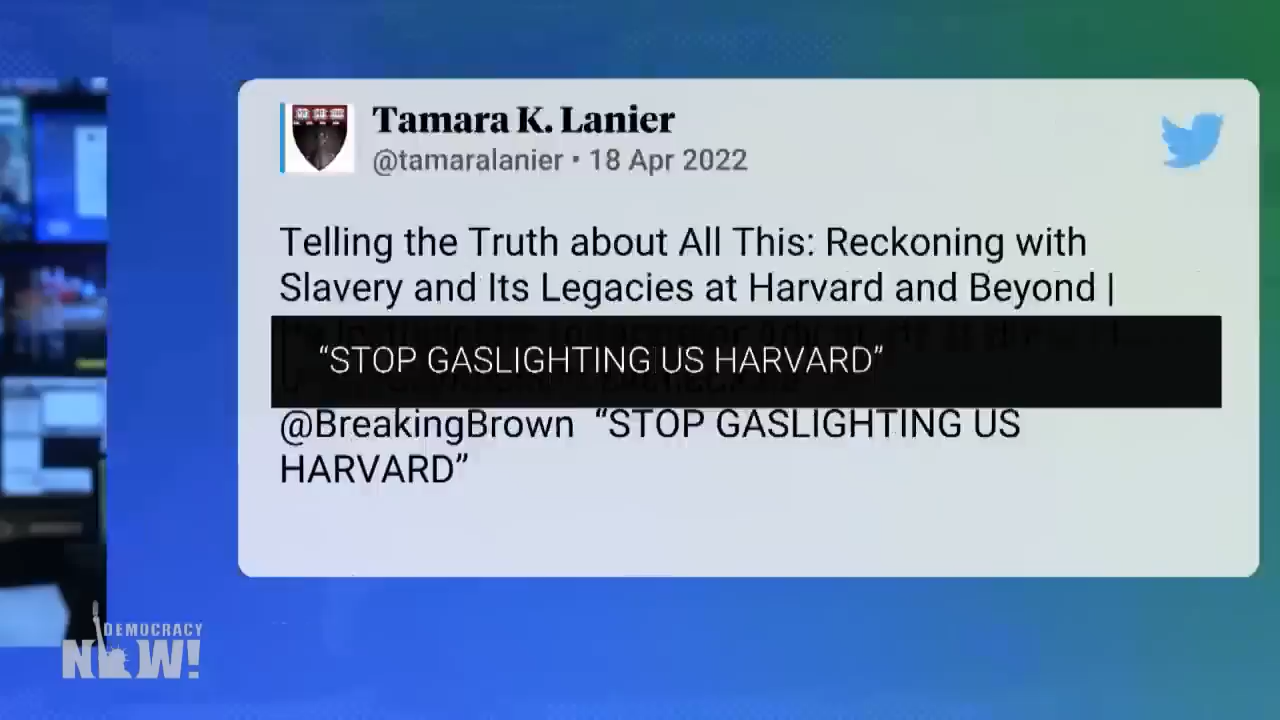 Tamara K. Lanier
@tamaralanier • 18 Apr 2022
Telling the Truth about All This: Reckoning with
Slavery and Its Legacies at Harvard and Beyond |
“STOP GASLIGHTING US HARVARD”
@BreakingBrown “STOP GASLIGHTING US
HARVARD”
DEMOCRACY
NOW!